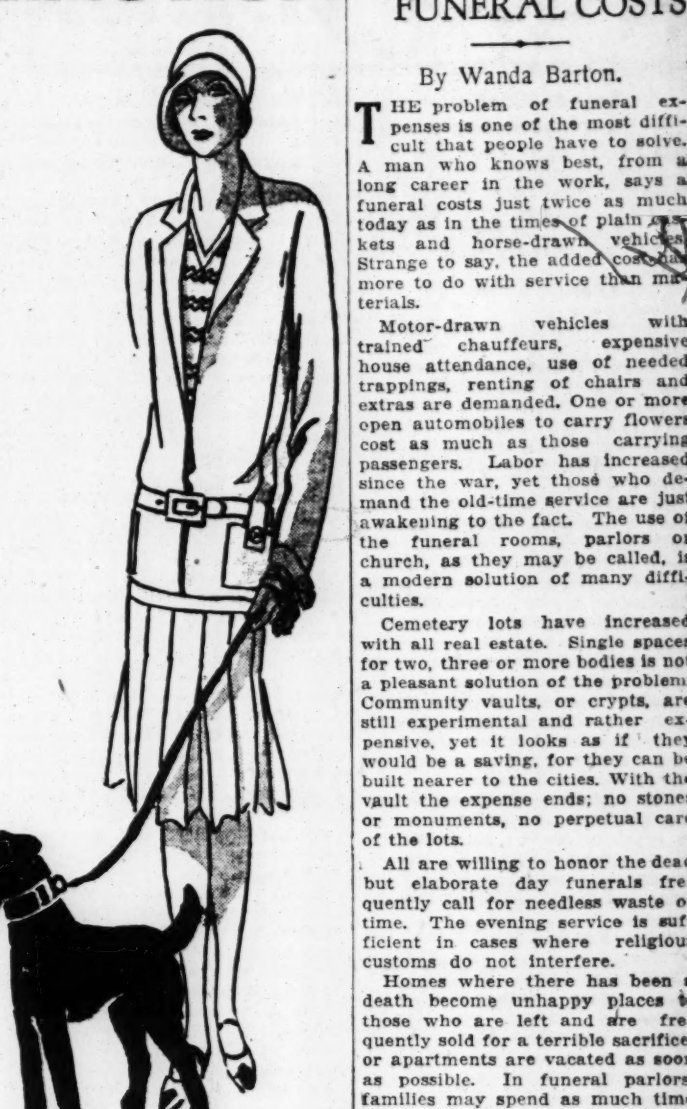 FUNERAL COSTS
By Wanda Barton.
THE problem of funeral ex-
penses is one of the most diffi-
cult that people have to solve.
A man who knows best, from a
long career in the work, says a
funeral costs just twice as much
today as in the times of plain cas-
kets and horse-drawn vehicles.
Strange to say, the added cost has
more to do with service than ma-
terials.
Motor-drawn vehicles with
trained chauffeurs, expensive
house attendance, use of needed
trappings, renting of chairs and
extras are demanded. One or more
open automobiles to carry flowers
cost as much as those carrying
passengers. Labor has increased
since the war, yet those who de-
mand the old-time service are just
awakening to the fact. The use of
the funeral rooms, parlors or
church, as they may be called, is
a modern solution of many diffi-
culties.
Cemetery lots have increased
with all real estate. Single spaces
for two, three or more bodies is not
a pleasant solution of the problem.
Community vaults, or crypts, are
still experimental and rather ex-
pensive, yet it looks as if they
would be a saving, for they can be
built nearer to the cities. With the
vault the expense ends; no stones
or monuments, no perpetual care
of the lots.
All are willing to honor the dead
but elaborate day funerals fre-
quently call for needless waste of
time. The evening service is suf-
ficient in cases where religious
customs do not interfere.
Homes where there has been a
death become unhappy places to
those who are left and are fre-
quently sold for a terrible sacrifice
or apartments are vacated as soon
as possible. In funeral parlors
families may spend as much time